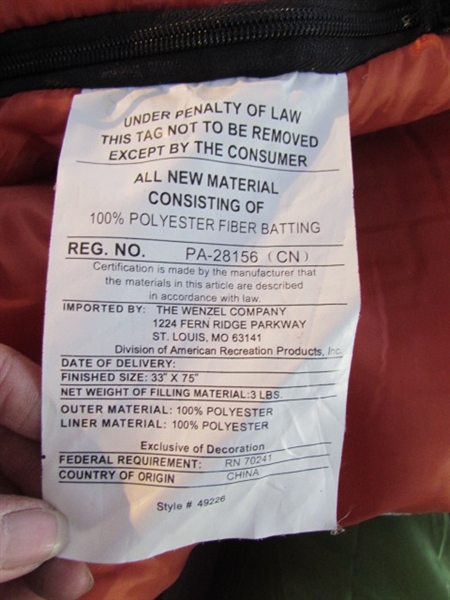 UNDER PENALTY OF LAW
THIS TAG NOT TO BE REMOVED
EXCEPT BY THE CONSUMER
ALL NEW MATERIAL
CONSISTING OF
100% POLYESTER FIBER BATTING
REG. NO. PA-28156 (CN)
Certification is made by the manufacturer that
the materials in this article are described
in accordance with law.
IMPORTED BY: THE WENZEL COMPANY
1224 FERN RIDGE PARKWAY
ST. LOUIS, MO 63141
Division of American Recreation Products, Inc
DATE OF DELIVERY:
FINISHED SIZE: 33" X 75"
NET WEIGHT OF FILLING MATERIAL:3 LBS.
OUTER MATERIAL: 100% POLYESTER
LINER MATERIAL: 100% POLYESTER
Exclusive of Decoration
FEDERAL REQUIREMENT: RN 70241
COUNTRY OF ORIGIN CHINA
Style # 49226